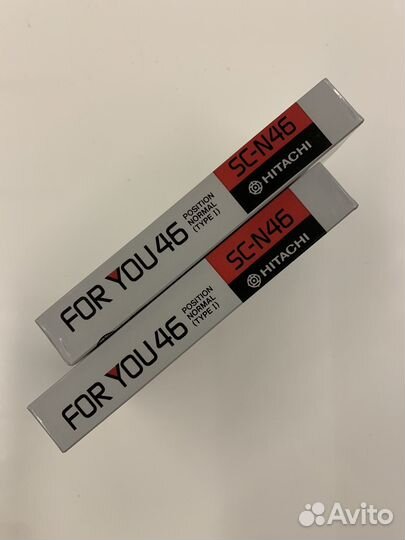 FOR YOU 46
POSITION
NORMAL
(TYPE I)
SC-N46
HITACHI
FOR YOU 46
POSITION
NORMAL
(TYPE I)
SC-N46
HITACHI
Avito